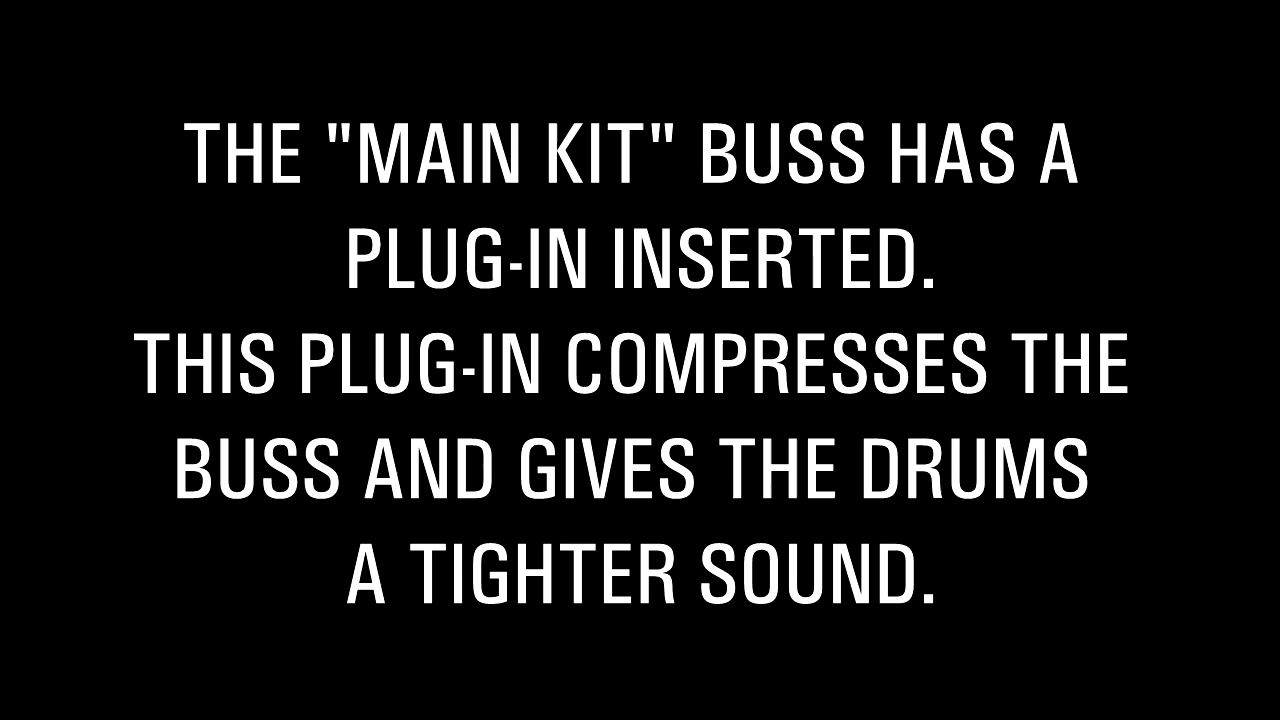 THE "MAIN KIT" BUSS HAS A
PLUG-IN INSERTED.
THIS PLUG-IN COMPRESSES THE
BUSS AND GIVES THE DRUMS
A TIGHTER SOUND.